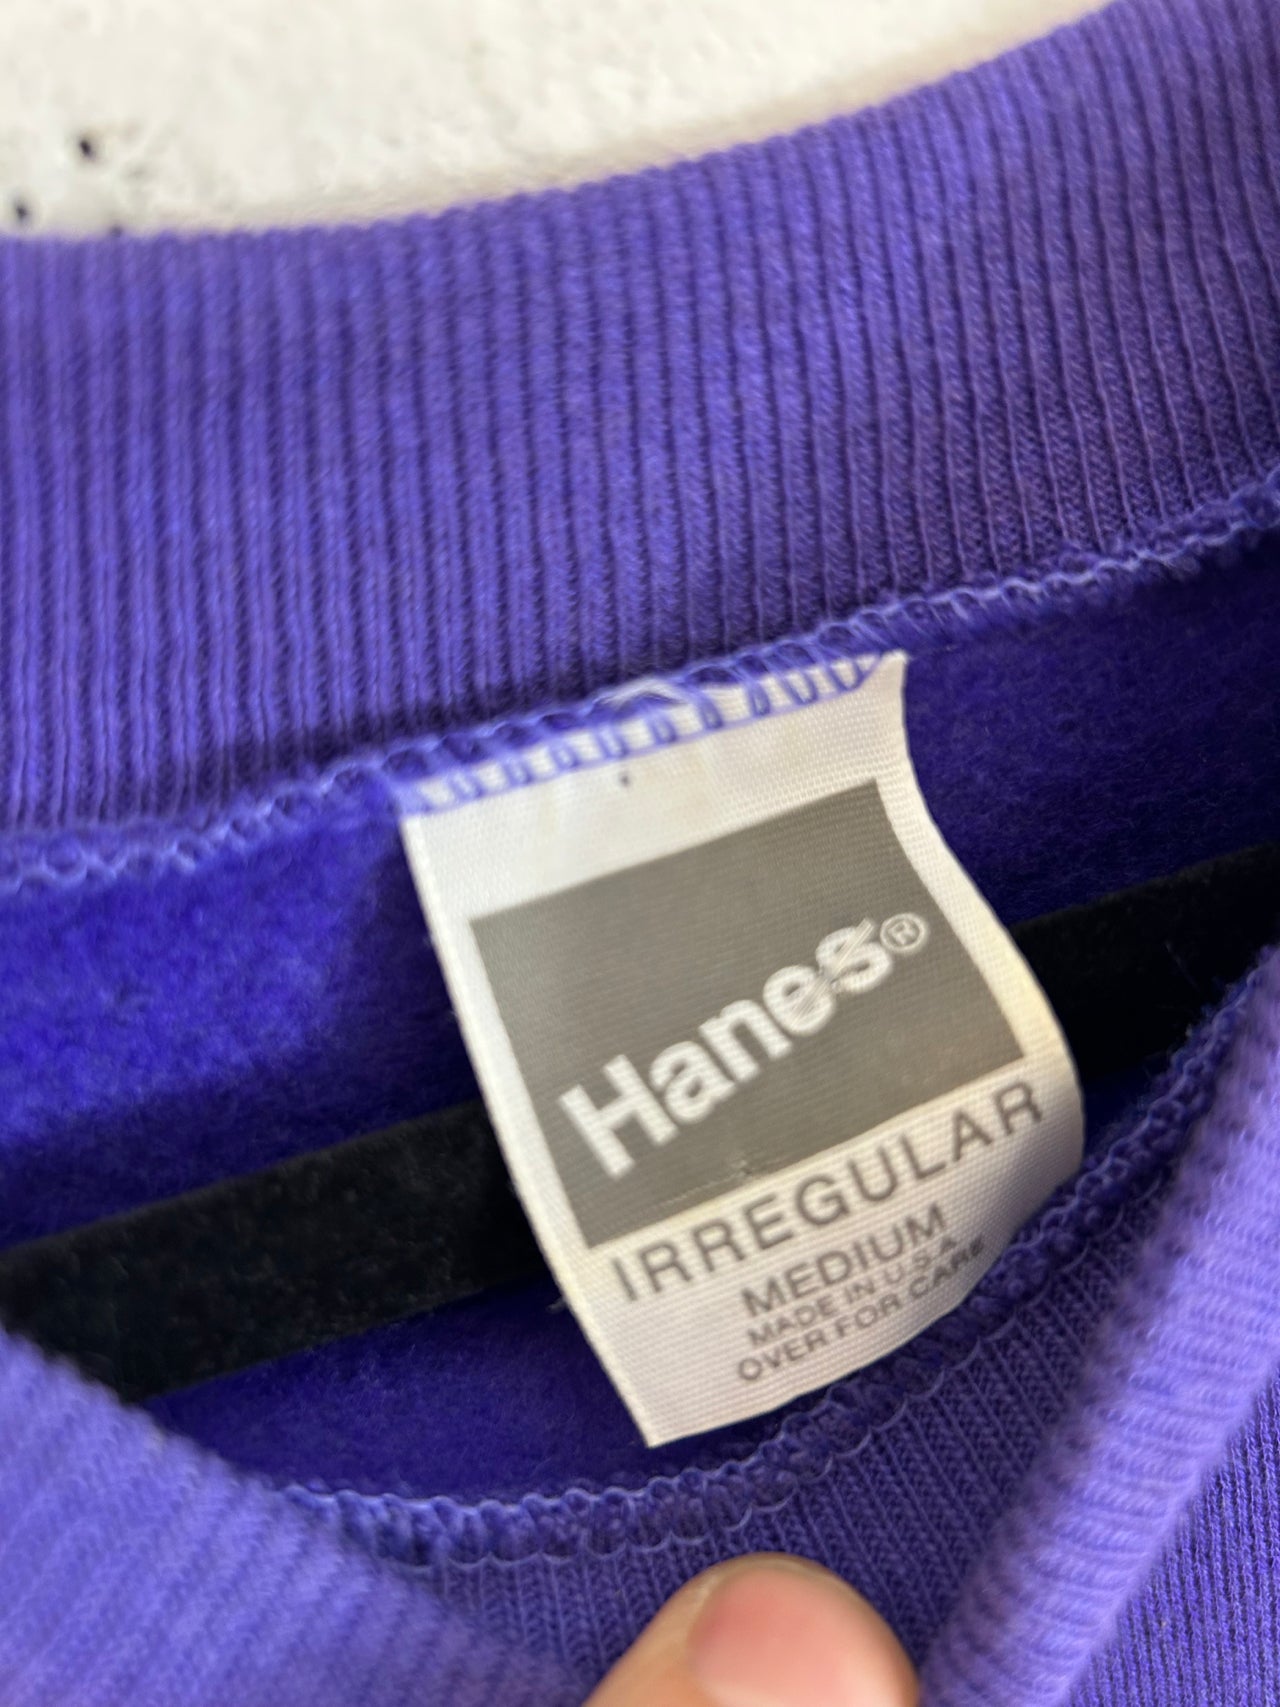 Hanes®
IRREGULAR
MEDIUM
MADE IN U.S.A.
OVER FOR CARE